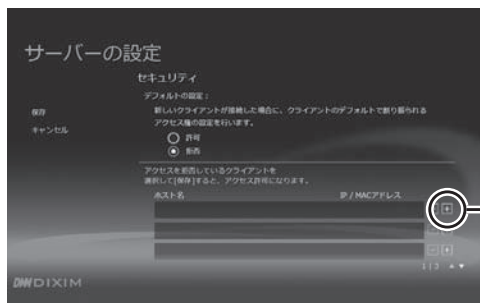 サーバーの設定
セキュリティ
デフォルトの設定：
新しいクライアントが接続した場合に、クライアントのデフォルトで割り振られる
アクセス権の設定を行います。
保存
キャンセル
許可
拒否
アクセスを拒否しているクライアントを
選択して[保存]すると、アクセス許可になります。
ホスト名 IP / MACアドレス
DiXiM